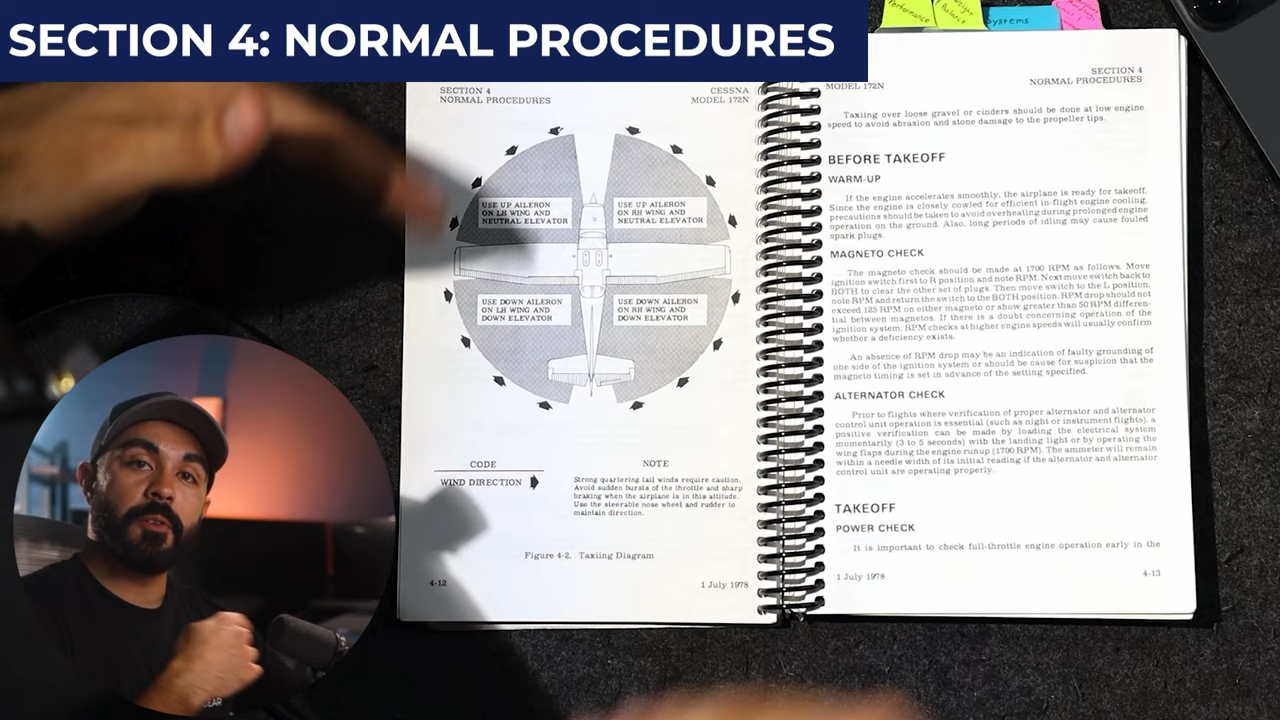 SECTION 4: NORMAL PROCEDURES
Performance
Weight
Balance
Systems
SECTION 4
NORMAL PROCEDURES
CESSNA
MODEL 172N
USE UP AILERON
ON LH WING AND
NEUTRAL ELEVATOR
USE UP AILERON
ON RH WING AND
NEUTRAL ELEVATOR
USE DOWN AILERON
ON LH WING AND
DOWN ELEVATOR
USE DOWN AILERON
ON RH WING AND
DOWN ELEVATOR
CODE
WIND DIRECTION
NOTE
Strong quartering tail winds require caution.
Avoid sudden bursts of the throttle and sharp
braking when the airplane is in this attitude.
Use the steerable nose wheel and rudder to
maintain direction.
Figure 4-2. Taxiing Diagram
4-12
1 July 1978
MODEL 172N
SECTION 4
NORMAL PROCEDURES
Taxiing over loose gravel or cinders should be done at low engine
speed to avoid abrasion and stone damage to the propeller tips.
BEFORE TAKEOFF
WARM-UP
If the engine accelerates smoothly, the airplane is ready for takeoff.
Since the engine is closely cowled for efficient in-flight engine cooling,
precautions should be taken to avoid overheating during prolonged engine
operation on the ground. Also, long periods of idling may cause fouled
spark plugs.
MAGNETO CHECK
The magneto check should be made at 1700 RPM as follows. Move
ignition switch first to R position and note RPM. Next move switch back to
BOTH to clear the other set of plugs. Then move switch to the L position,
note RPM and return the switch to the BOTH position. RPM drop should not
exceed 125 RPM on either magneto or show greater than 50 RPM differen-
tial between magnetos. If there is a doubt concerning operation of the
ignition system, RPM checks at higher engine speeds will usually confirm
whether a deficiency exists.
An absence of RPM drop may be an indication of faulty grounding of
one side of the ignition system or should be cause for suspicion that the
magneto timing is set in advance of the setting specified.
ALTERNATOR CHECK
Prior to flights where verification of proper alternator and alternator
control unit operation is essential (such as night or instrument flights), a
positive verification can be made by loading the electrical system
momentarily (3 to 5 seconds) with the landing light or by operating the
wing flaps during the engine runup (1700 RPM). The ammeter will remain
within a needle width of its initial reading if the alternator and alternator
control unit are operating properly.
TAKEOFF
POWER CHECK
It is important to check full-throttle engine operation early in the
1 July 1978
4-13